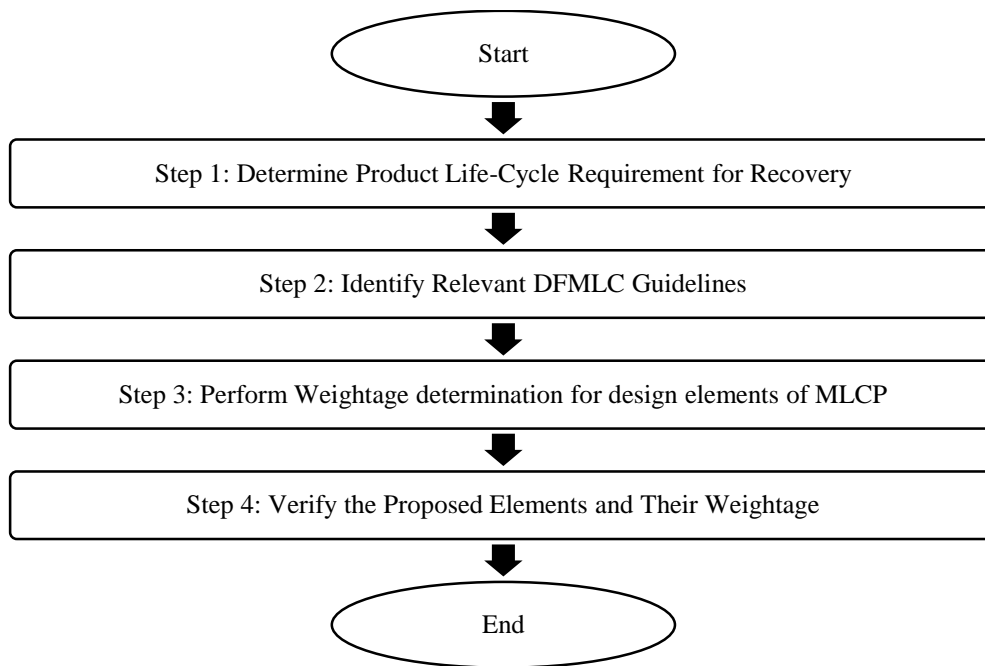 Start
Step 1: Determine Product Life-Cycle Requirement for Recovery
Step 2: Identify Relevant DFMLC Guidelines
Step 3: Perform Weightage determination for design elements of MLCP
Step 4: Verify the Proposed Elements and Their Weightage
End